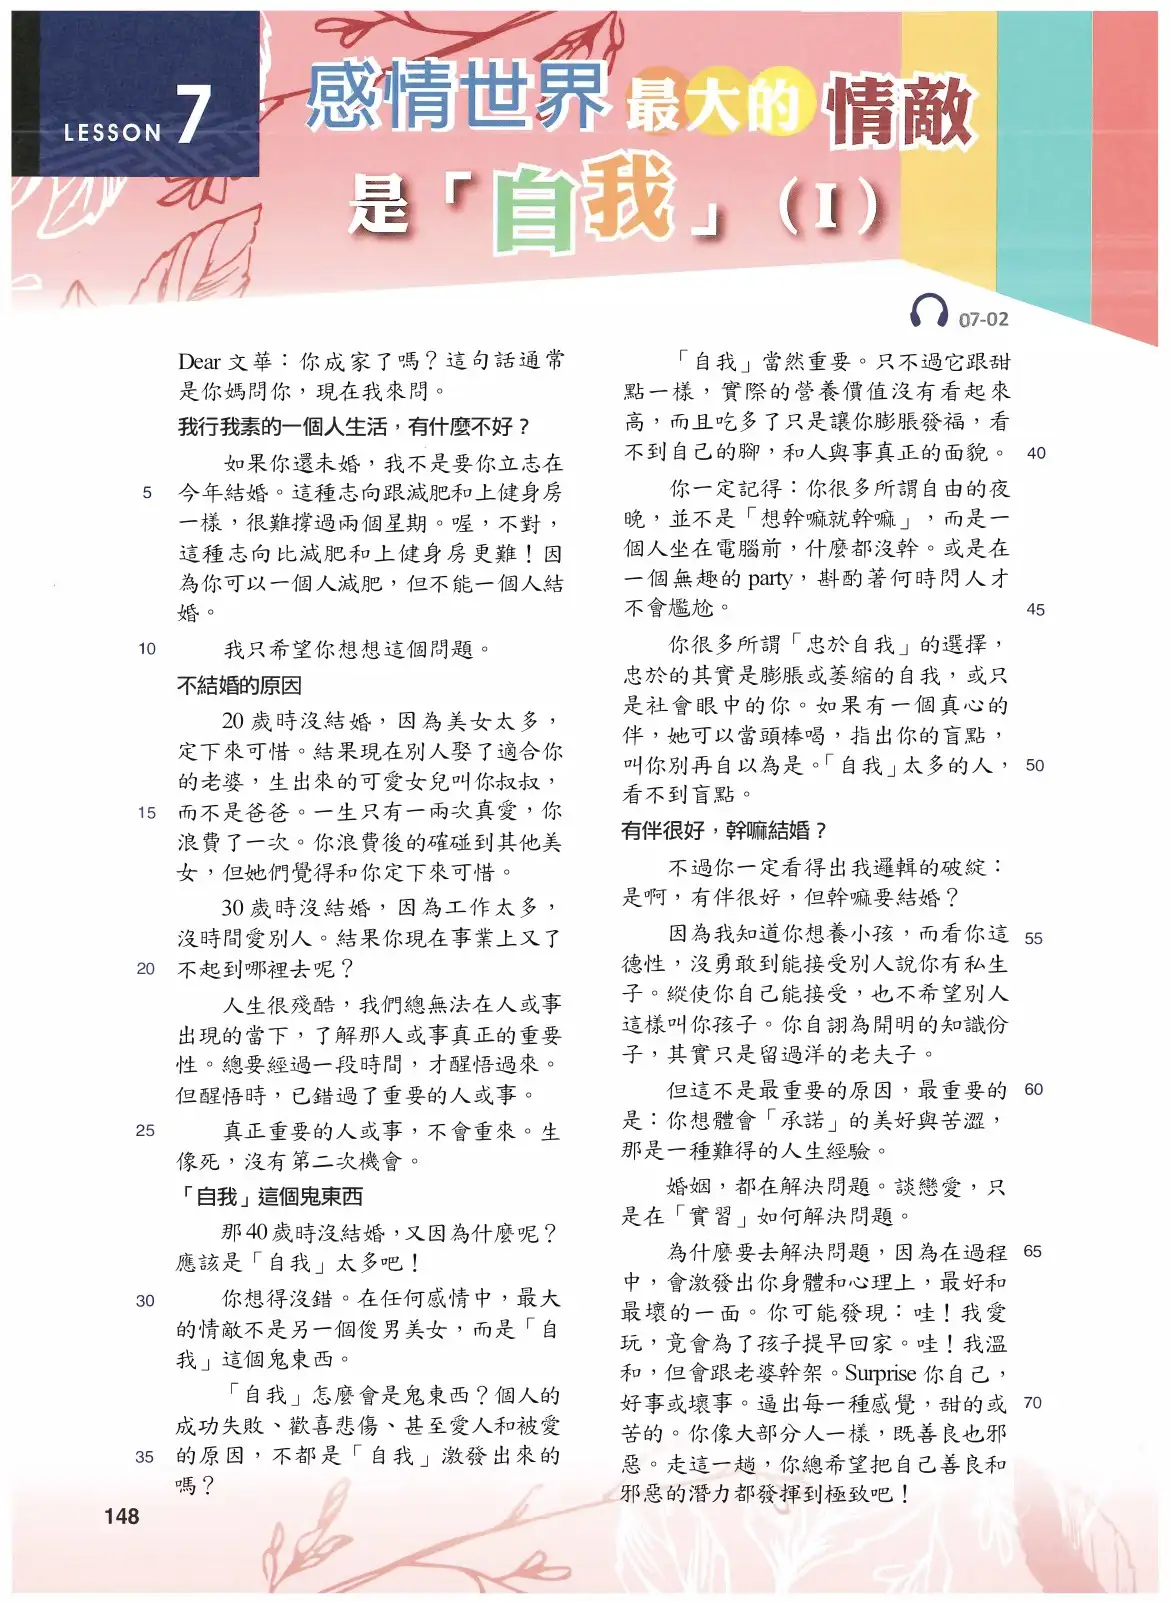 LESSON 7
感情世界最大的情敵
是「自我」(I)
07-02
Dear 文華：你成家了嗎？這句話通常
是你媽問你，現在我來問。
我行我素的一個人生活，有什麼不好？
如果你還未婚，我不是要你立志在
5 今年結婚。這種志向跟減肥和上健身房
一樣，很難撐過兩個星期。喔，不對，
這種志向比減肥和上健身房更難！因
為你可以一個人減肥，但不能一個人結
婚。
10 我只希望你想想這個問題。
不結婚的原因
20 歲時沒結婚，因為美女太多，
定下來可惜。結果現在別人娶了適合你
的老婆，生出來的可愛女兒叫你叔叔，
15 而不是爸爸。一生只有一兩次真愛，你
浪費了一次。你浪費後的確碰到其他美
女，但她們覺得和你定下來可惜。
30 歲時沒結婚，因為工作太多，
沒時間愛別人。結果你現在事業上又了
20 不起到哪裡去呢？
人生很殘酷，我們總無法在人或事
出現的當下，了解那人或事真正的重要
性。總要經過一段時間，才醒悟過來。
但醒悟時，已錯過了重要的人或事。
25 真正重要的人或事，不會重來。生
像死，沒有第二次機會。
「自我」這個鬼東西
那 40 歲時沒結婚，又因為什麼呢？
應該是「自我」太多吧！
30 你想得沒錯。在任何感情中，最大
的情敵不是另一個俊男美女，而是「自
我」這個鬼東西。
「自我」怎麼會是鬼東西？個人的
成功失敗、歡喜悲傷、甚至愛人和被愛
35 的原因，不都是「自我」激發出來的
嗎？
「自我」當然重要。只不過它跟甜
點一樣，實際的營養價值沒有看起來
高，而且吃多了只是讓你膨脹發福，看
不到自己的腳，和人與事真正的面貌。 40
你一定記得：你很多所謂自由的夜
晚，並不是「想幹嘛就幹嘛」，而是一
個人坐在電腦前，什麼都沒幹。或是在
一個無趣的 party，斟酌著何時閃人才
不會尷尬。 45
你很多所謂「忠於自我」的選擇，
忠於的其實是膨脹或萎縮的自我，或只
是社會眼中的你。如果有一個真心的
伴，她可以當頭棒喝，指出你的盲點，
叫你別再自以為是。「自我」太多的人， 50
看不到盲點。
有伴很好，幹嘛結婚？
不過你一定看得出我邏輯的破綻：
是啊，有伴很好，但幹嘛要結婚？
因為我知道你想養小孩，而看你這 55
德性，沒勇敢到能接受別人說你有私生
子。縱使你自己能接受，也不希望別人
這樣叫你孩子。你自詡為開明的知識份
子，其實只是留過洋的老夫子。
但這不是最重要的原因，最重要的 60
是：你想體會「承諾」的美好與苦澀，
那是一種難得的人生經驗。
婚姻，都在解決問題。談戀愛，只
是在「實習」如何解決問題。
為什麼要去解決問題，因為在過程 65
中，會激發出你身體和心理上，最好和
最壞的一面。你可能發現：哇！我愛
玩，竟會為了孩子提早回家。哇！我溫
和，但會跟老婆幹架。Surprise 你自己，
好事或壞事。逼出每一種感覺，甜的或 70
苦的。你像大部分人一樣，既善良也邪
惡。走這一趟，你總希望把自己善良和
邪惡的潛力都發揮到極致吧！
148